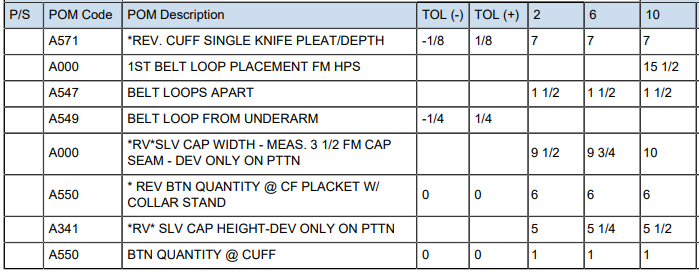 P/S POM Code POM Description TOL (-) TOL (+) 2 6 10
A571 *REV. CUFF SINGLE KNIFE PLEAT/DEPTH -1/8 1/8 7 7 7
A000 1ST BELT LOOP PLACEMENT FM HPS 15 1/2
A547 BELT LOOPS APART 1 1/2 1 1/2 1 1/2
A549 BELT LOOP FROM UNDERARM -1/4 1/4
A000 *RV*SLV CAP WIDTH - MEAS. 3 1/2 FM CAP
SEAM - DEV ONLY ON PTTN 9 1/2 9 3/4 10
A550 * REV BTN QUANTITY @ CF PLACKET W/
COLLAR STAND 0 0 6 6 6
A341 *RV* SLV CAP HEIGHT-DEV ONLY ON PTTN 5 5 1/4 5 1/2
A550 BTN QUANTITY @ CUFF 0 0 1 1 1